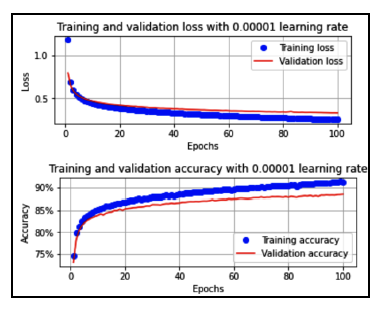 Training and validation loss with 0.00001 learning rate
Training loss
Validation loss
1.0
0.5
Loss
0 20 40 60 80 100
Epochs
Training and validation accuracy with 0.00001 learning rate
90%
85%
80%
75%
Accuracy
Training accuracy
Validation accuracy
0 20 40 60 80 100
Epochs